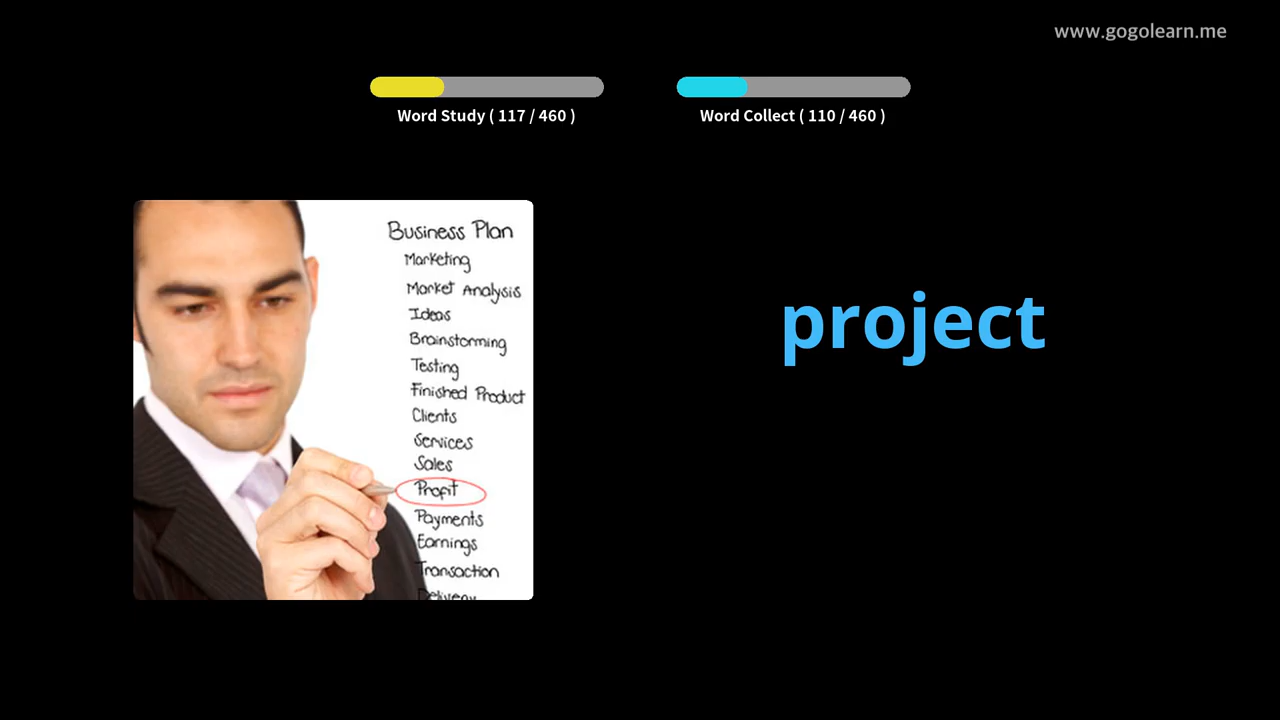 www.gogolearn.me
Word Study ( 117 / 460 )
Word Collect ( 110 / 460 )
Business Plan
Marketing
Market Analysis
Ideas
Brainstorming
Testing
Finished Product
Clients
Services
Sales
Profit
Payments
Earnings
Transaction
Delivery
project